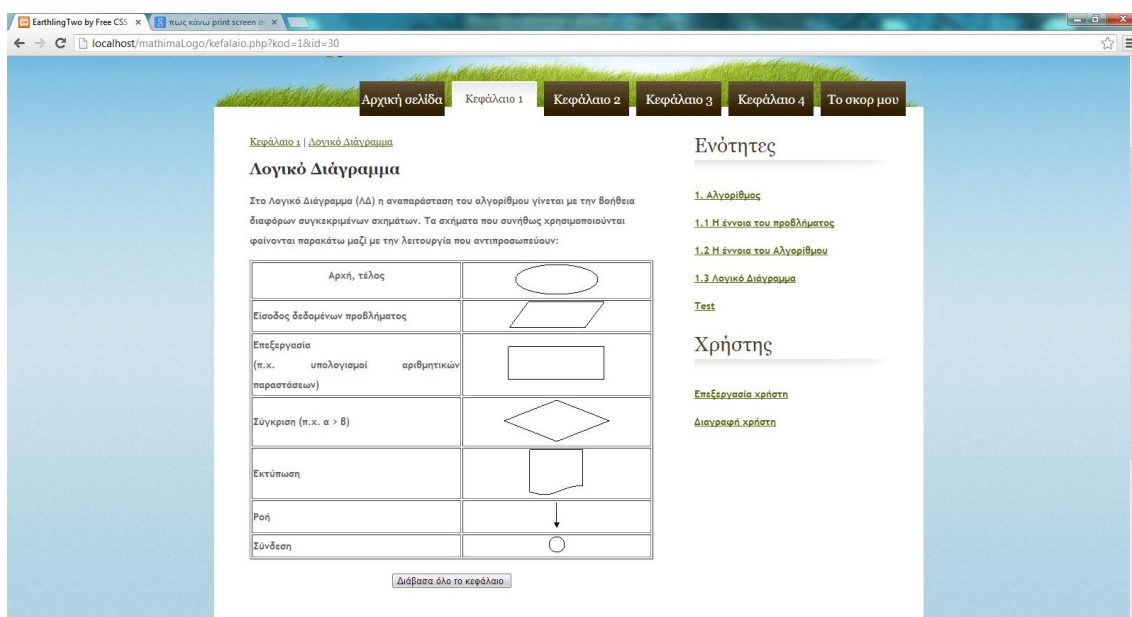 EarthlingTwo by Free CSS
πως κάνω print screen σ
localhost/mathimaLogo/kefalaio.php?kod=1&id=30
Αρχική σελίδα Κεφάλαιο 1 Κεφάλαιο 2 Κεφάλαιο 3 Κεφάλαιο 4 Το σκορ μου
Κεφάλαιο 1 | Λογικό Διάγραμμα
Λογικό Διάγραμμα
Στο Λογικό Διάγραμμα (ΛΔ) η αναπαράσταση του αλγορίθμου γίνεται με την βοήθεια
διαφόρων συγκεκριμένων σχημάτων. Τα σχήματα που συνήθως χρησιμοποιούνται
φαίνονται παρακάτω μαζί με την λειτουργία που αντιπροσωπεύουν:
Αρχή, τέλος
Είσοδος δεδομένων προβλήματος
Επεξεργασία
(π.χ. υπολογισμοί αριθμητικών
παραστάσεων)
Σύγκριση (π.χ. α > β)
Εκτύπωση
Ροή
Σύνδεση
Διάβασα όλο το κεφάλαιο
Ενότητες
1. Αλγορίθμος
1.1 Η έννοια του προβλήματος
1.2 Η έννοια του Αλγορίθμου
1.3 Λογικό Διάγραμμα
Test
Χρήστης
Επεξεργασία χρήστη
Διαγραφή χρήστη